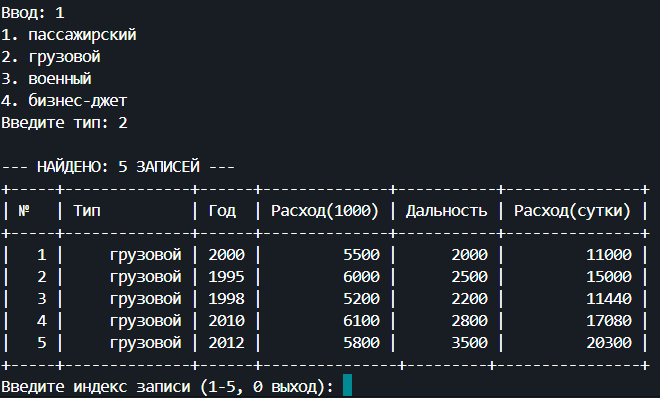 Ввод: 1
1. пассажирский
2. грузовой
3. военный
4. бизнес-джет
Введите тип: 2

--- НАЙДЕНО: 5 ЗАПИСЕЙ ---
+-----+--------------+------+--------------+-----------+---------------+
| №   | Тип          | Год  | Расход(1000) | Дальность | Расход(сутки) |
+-----+--------------+------+--------------+-----------+---------------+
|   1 |     грузовой | 2000 |         5500 |      2000 |         11000 |
|   2 |     грузовой | 1995 |         6000 |      2500 |         15000 |
|   3 |     грузовой | 1998 |         5200 |      2200 |         11440 |
|   4 |     грузовой | 2010 |         6100 |      2800 |         17080 |
|   5 |     грузовой | 2012 |         5800 |      3500 |         20300 |
+-----+--------------+------+---------------+----------+----------------+
Введите индекс записи (1-5, 0 выход):